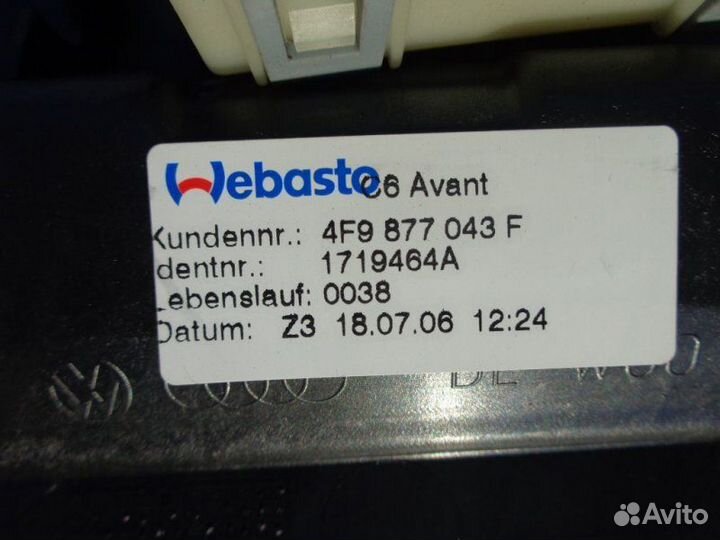 Webasto C6 Avant
Kundennr.: 4F9 877 043 F
dentnr.: 1719464A
Lebenslauf: 0038
Datum: Z3 18.07.06 12:24
Avito